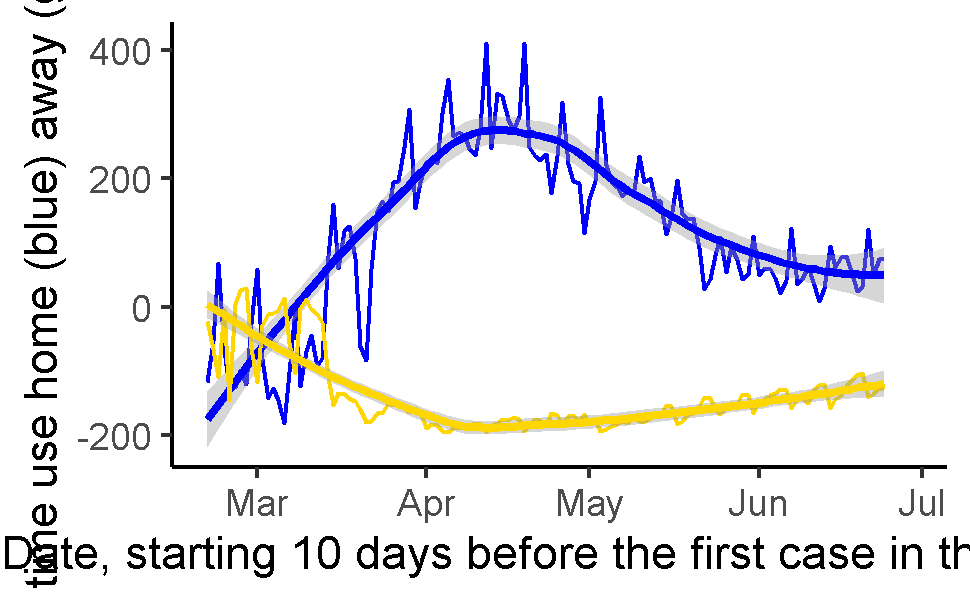 time use home (blue) away (
400
200
0
-200
Mar Apr May Jun Jul
Date, starting 10 days before the first case in th